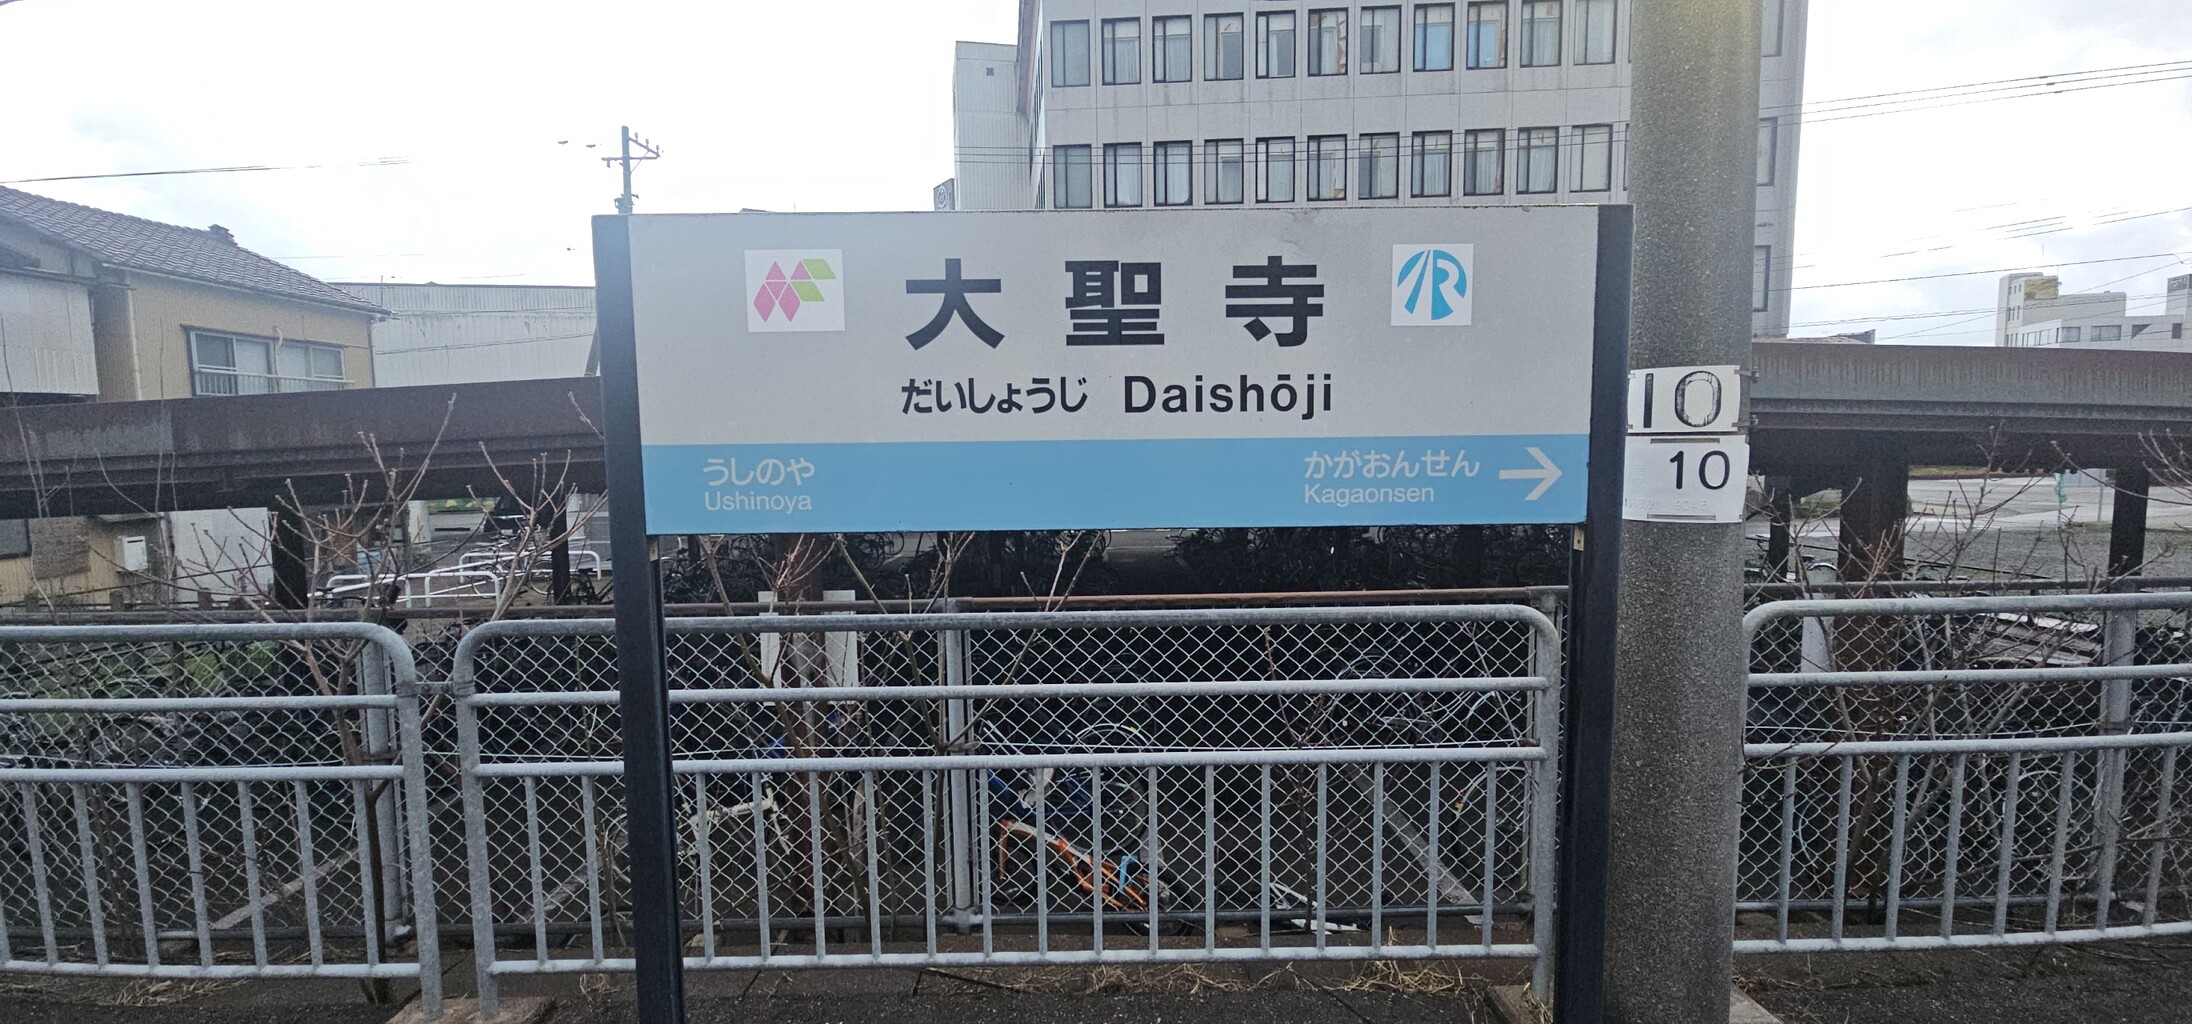 大聖寺
だいしょうじ Daishōji
うしのや
Ushinoya
かがおんせん →
Kagaonsen
10
10